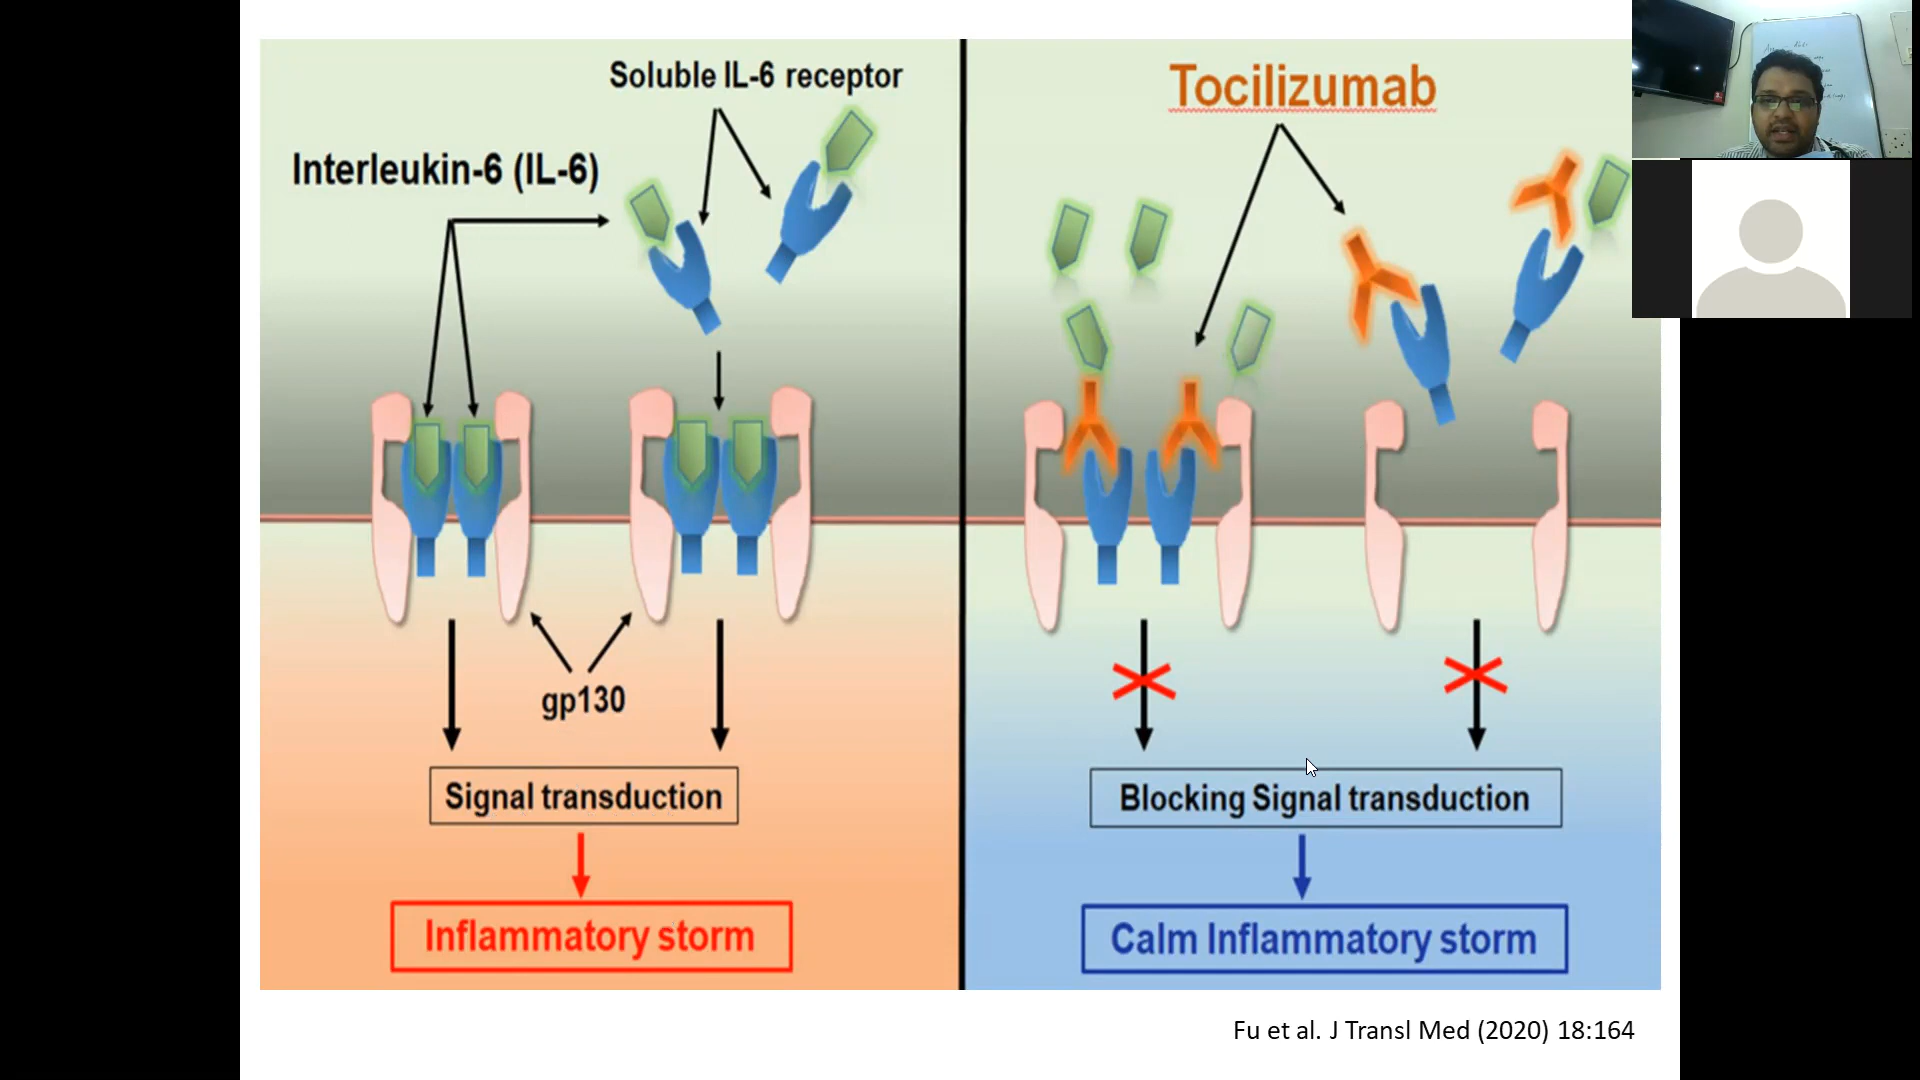 Soluble IL-6 receptor
Interleukin-6 (IL-6)
gp130
Signal transduction
Inflammatory storm
Tocilizumab
Blocking Signal transduction
Calm Inflammatory storm
Fu et al. J Transl Med (2020) 18:164